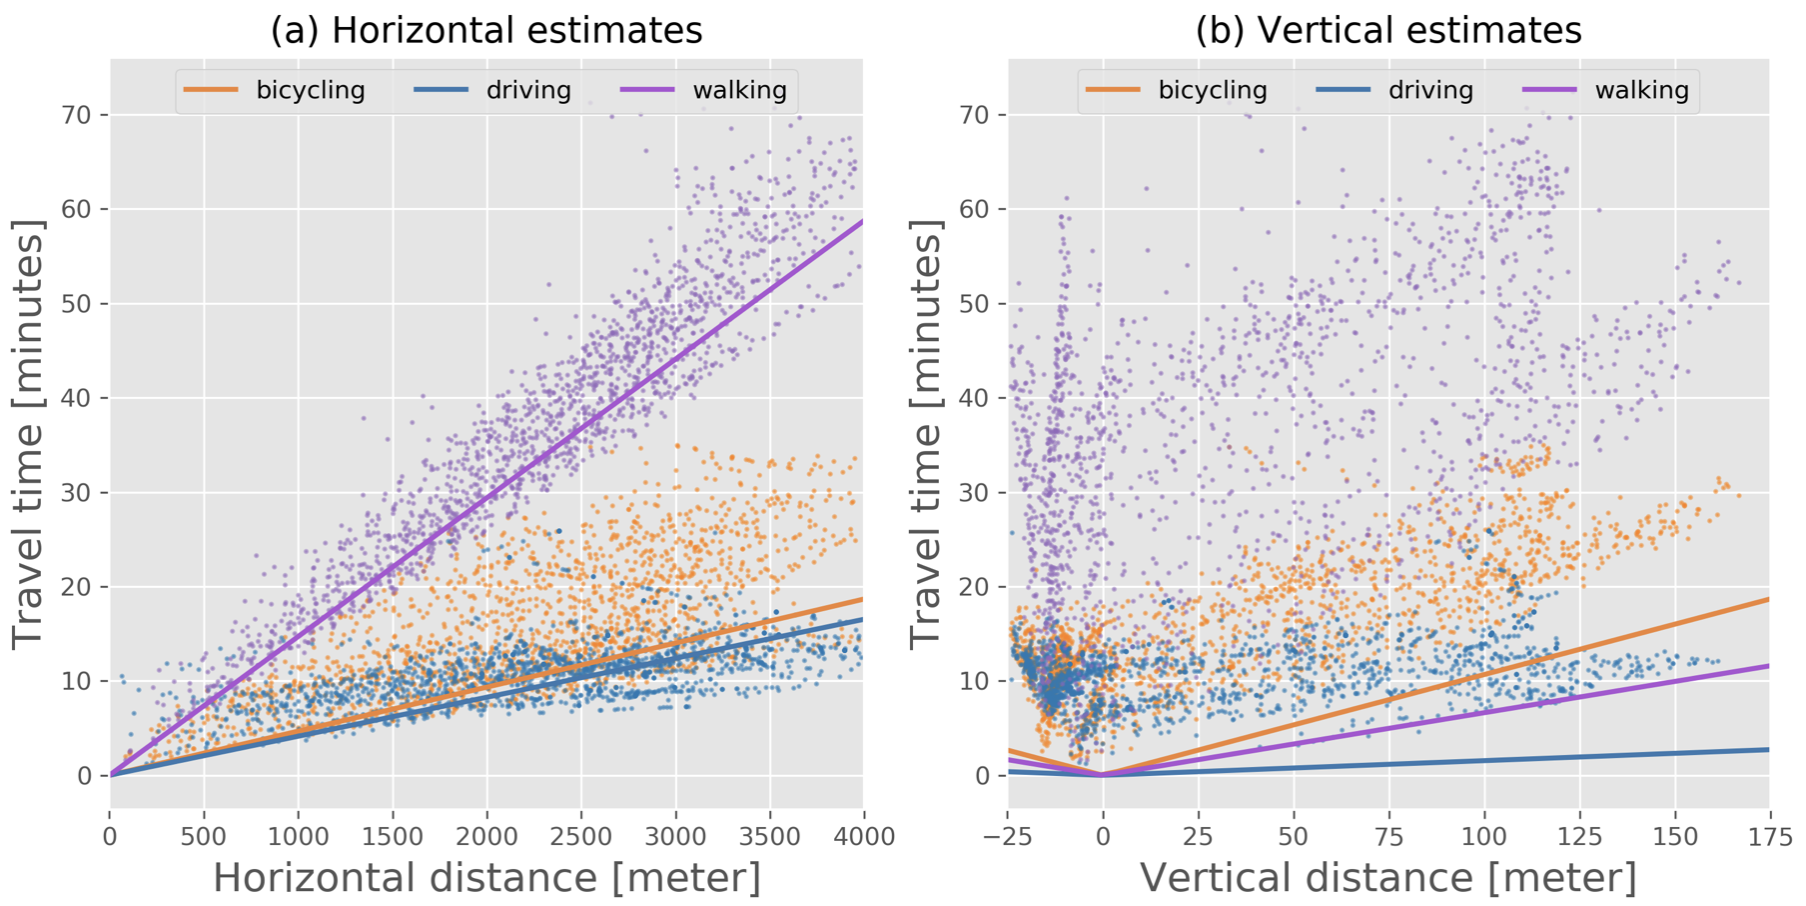 (a) Horizontal estimates
bicycling driving walking
70
60
50
40
30
20
10
0
Travel time [minutes]
0 500 1000 1500 2000 2500 3000 3500 4000
Horizontal distance [meter]
(b) Vertical estimates
bicycling driving walking
70
60
50
40
30
20
10
0
Travel time [minutes]
−25 0 25 50 75 100 125 150 175
Vertical distance [meter]